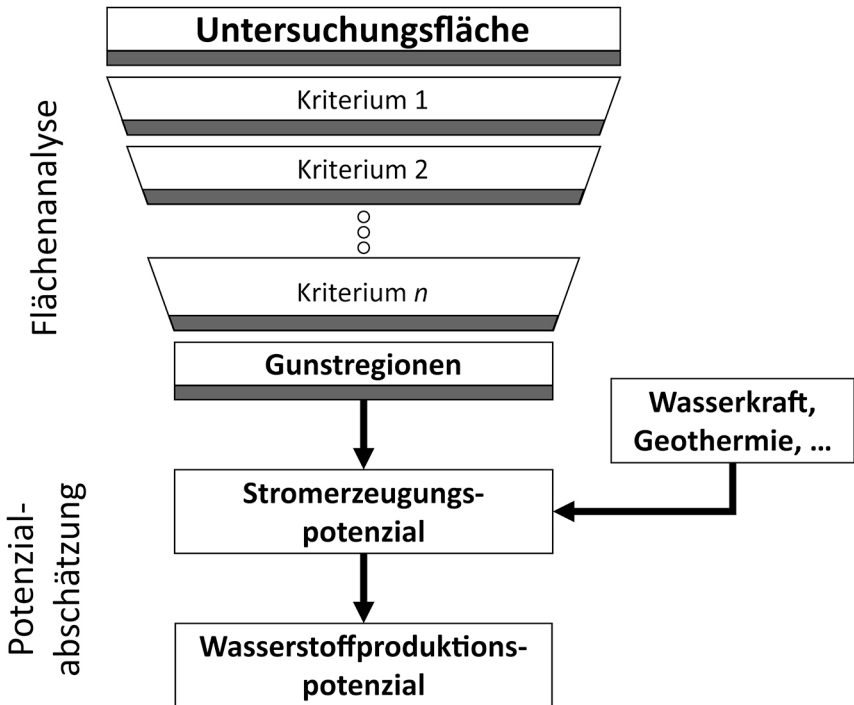 Untersuchungsfläche
Kriterium 1
Kriterium 2
Kriterium n
Gunstregionen
Flächenanalyse
Wasserkraft,
Geothermie, ...
Stromerzeugungs-
potenzial
Wasserstoffproduktions-
potenzial
Potenzial-
abschätzung